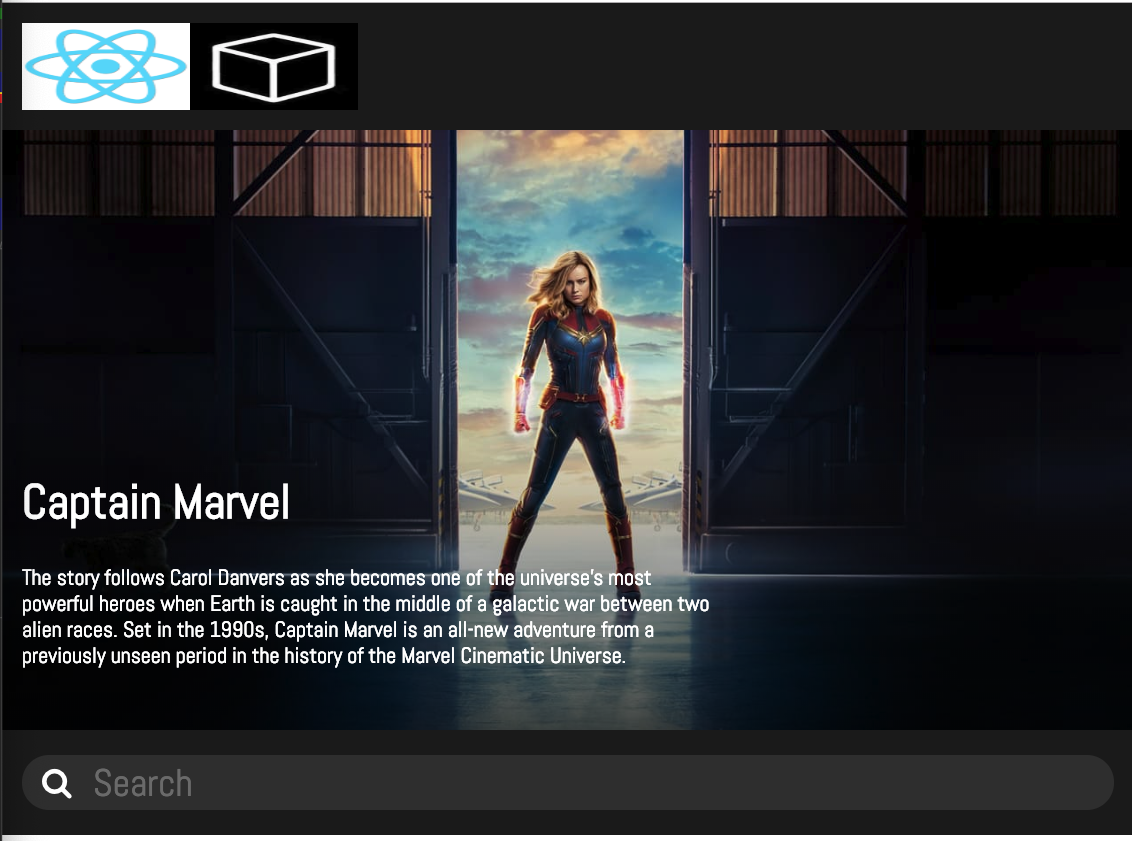 Captain Marvel
The story follows Carol Danvers as she becomes one of the universe's most
powerful heroes when Earth is caught in the middle of a galactic war between two
alien races. Set in the 1990s, Captain Marvel is an all-new adventure from a
previously unseen period in the history of the Marvel Cinematic Universe.
Search